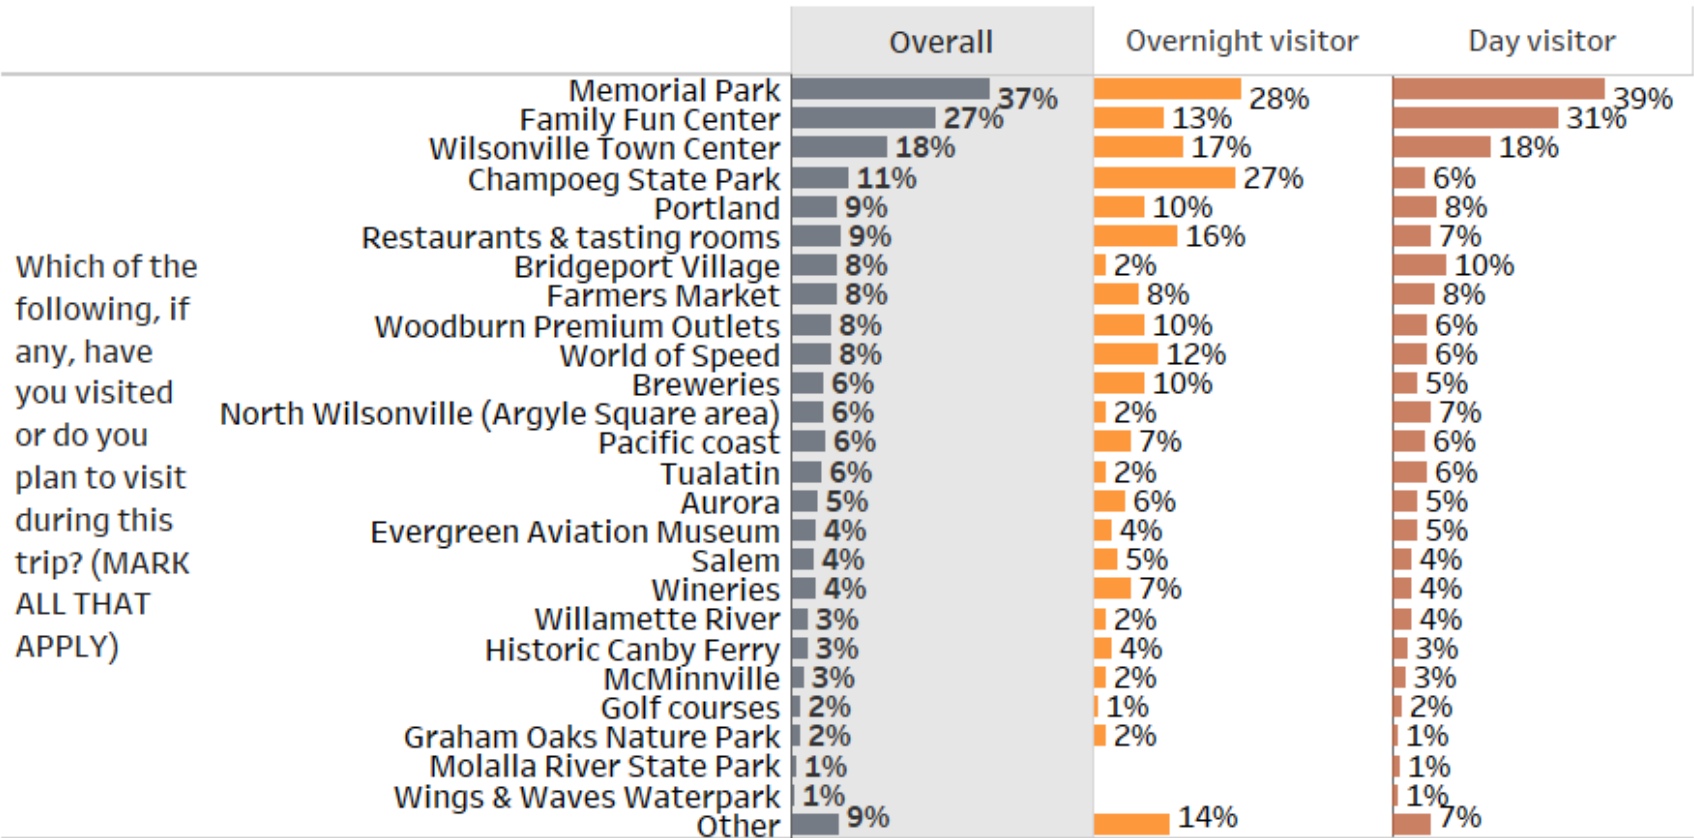 Overall Overnight visitor Day visitor
Which of the
following, if
any, have
you visited
or do you
plan to visit
during this
trip? (MARK
ALL THAT
APPLY)
Memorial Park 37% 28% 39%
Family Fun Center 27% 13% 31%
Wilsonville Town Center 18% 17% 18%
Champoeg State Park 11% 27% 6%
Portland 9% 10% 8%
Restaurants & tasting rooms 9% 16% 7%
Bridgeport Village 8% 2% 10%
Farmers Market 8% 8% 8%
Woodburn Premium Outlets 8% 10% 6%
World of Speed 8% 12% 6%
Breweries 6% 10% 5%
North Wilsonville (Argyle Square area) 6% 2% 7%
Pacific coast 6% 7% 6%
Tualatin 6% 2% 6%
Aurora 5% 6% 5%
Evergreen Aviation Museum 4% 4% 5%
Salem 4% 5% 4%
Wineries 4% 7% 4%
Willamette River 3% 2% 4%
Historic Canby Ferry 3% 4% 3%
McMinnville 3% 2% 3%
Golf courses 2% 1% 2%
Graham Oaks Nature Park 2% 2% 1%
Molalla River State Park 1% 1%
Wings & Waves Waterpark 1% 1%
Other 9% 14% 7%